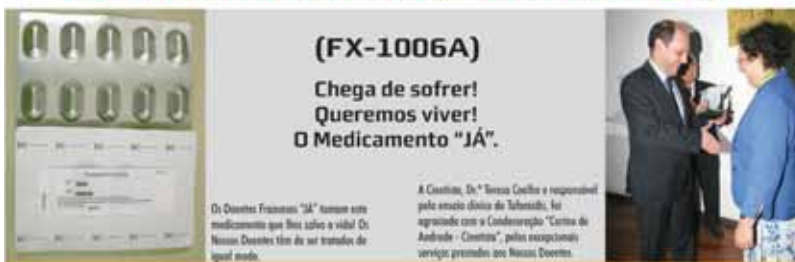 (FX-1006A)
Chega de sofrer!
Queremos viver!
O Medicamento “JÁ”.
Os Doentes Franceses “JÁ” tomam este
medicamento que lhes salva a vida! Os
Nossos Doentes têm de ser tratados de
igual modo.
A Cientista, Dr.ª Teresa Coelho e responsável
pelo ensaio clínico do Tafamidis, foi
agraciada com a Condecoração “Corino de
Andrade - Cientista”, pelos excepcionais
serviços prestados aos Nossos Doentes.